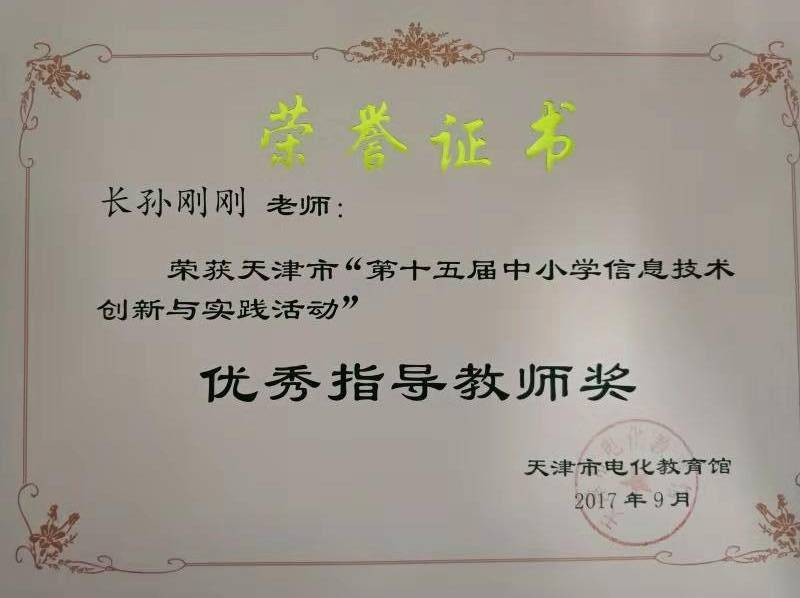 荣誉证书
长孙刚刚 老师：
荣获天津市“第十五届中小学信息技术
创新与实践活动”
优秀指导教师奖
天津市电化教育馆
2017年9月